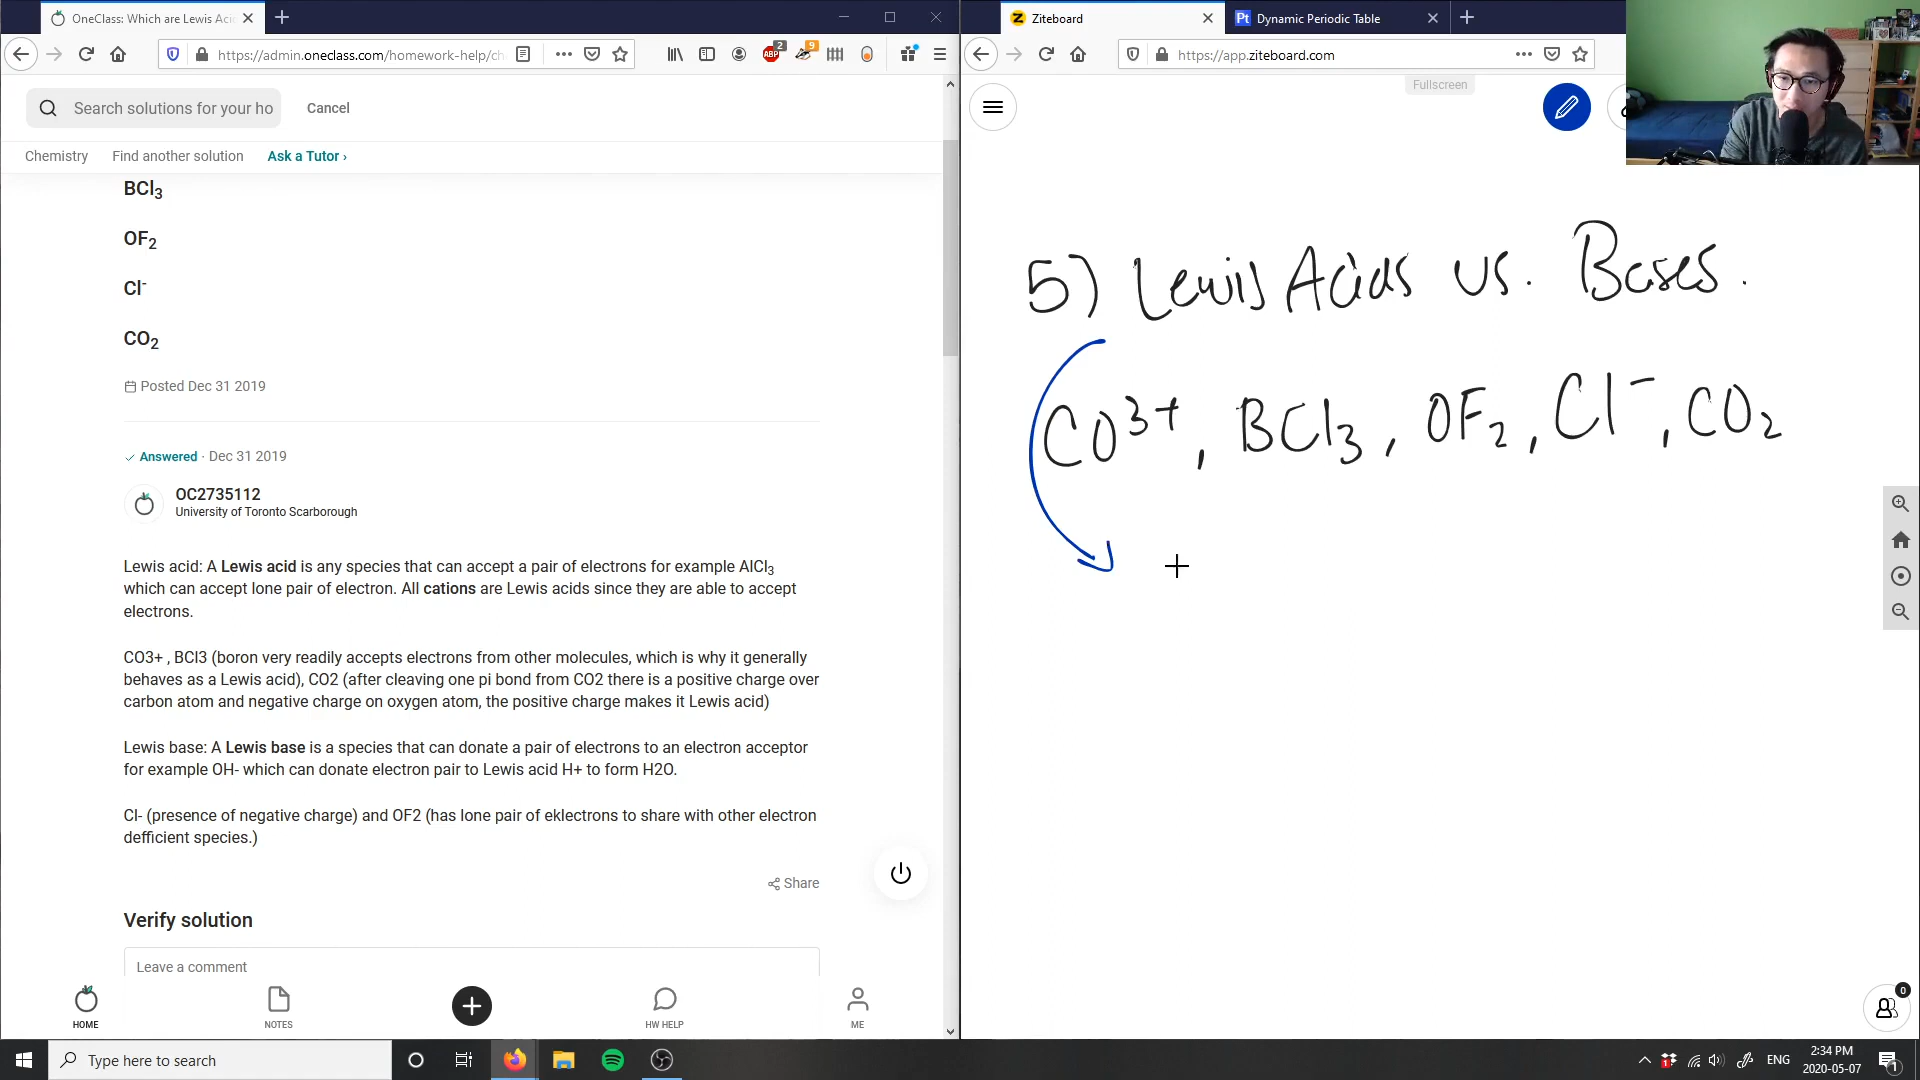 OneClass: Which are Lewis Aci
Ziteboard
Dynamic Periodic Table
https://admin.oneclass.com/homework-help/ch
ABP
2
9
https://app.ziteboard.com
Fullscreen
Search solutions for your ho
Cancel
Chemistry
Find another solution
Ask a Tutor ›
BCl3
OF2
Cl-
CO2
Posted Dec 31 2019
Answered · Dec 31 2019
OC2735112
University of Toronto Scarborough
Lewis acid: A Lewis acid is any species that can accept a pair of electrons for example AlCl3
which can accept lone pair of electron. All cations are Lewis acids since they are able to accept
electrons.
CO3+ , BCl3 (boron very readily accepts electrons from other molecules, which is why it generally
behaves as a Lewis acid), CO2 (after cleaving one pi bond from CO2 there is a positive charge over
carbon atom and negative charge on oxygen atom, the positive charge makes it Lewis acid)
Lewis base: A Lewis base is a species that can donate a pair of electrons to an electron acceptor
for example OH- which can donate electron pair to Lewis acid H+ to form H2O.
Cl- (presence of negative charge) and OF2 (has lone pair of eklectrons to share with other electron
defficient species.)
Share
Verify solution
Leave a comment
HOME
NOTES
HW HELP
ME
5) Lewis Acids vs. Bases.
CO3+, BCl3, OF2, Cl-, CO2
0
Type here to search
ENG
2:34 PM
2020-05-07
1